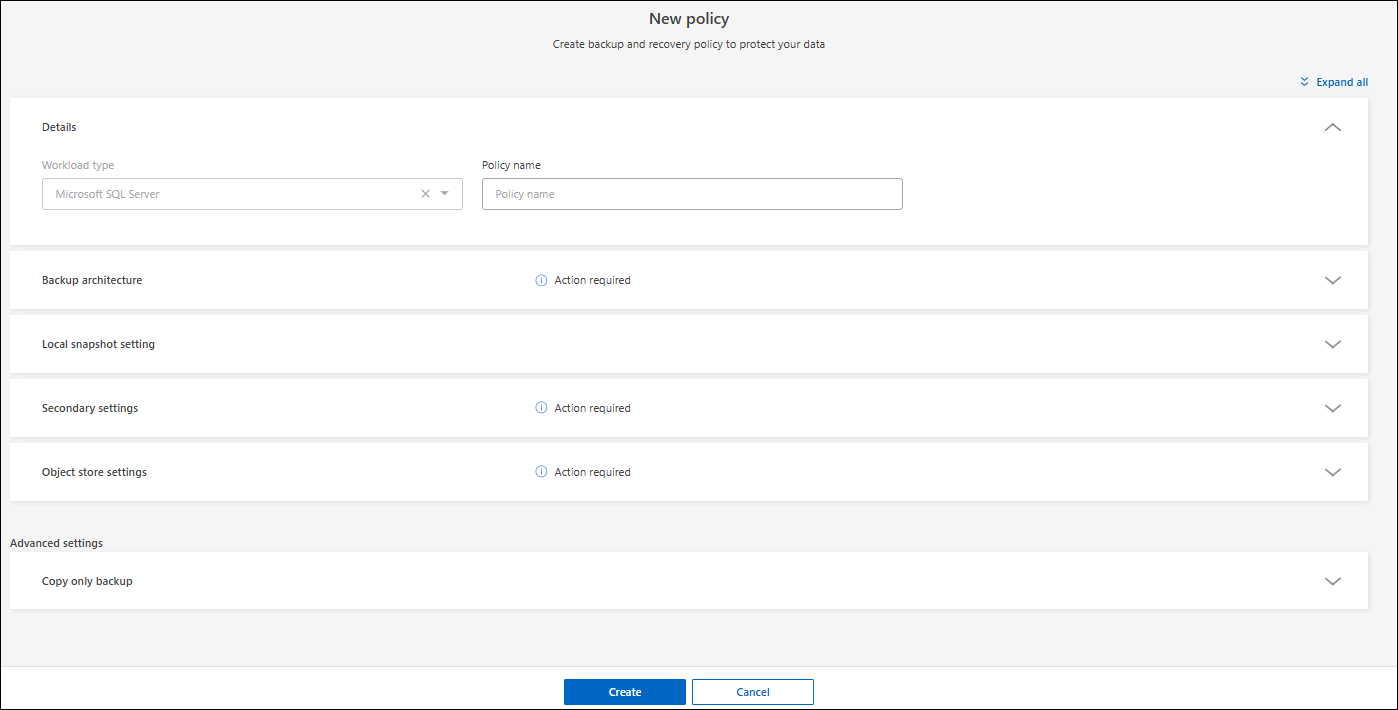 New policy
Create backup and recovery policy to protect your data
Expand all
Details
Workload type
Policy name
Microsoft SQL Server
Policy name
Backup architecture
Action required
Local snapshot setting
Secondary settings
Action required
Object store settings
Action required
Advanced settings
Copy only backup
Create
Cancel